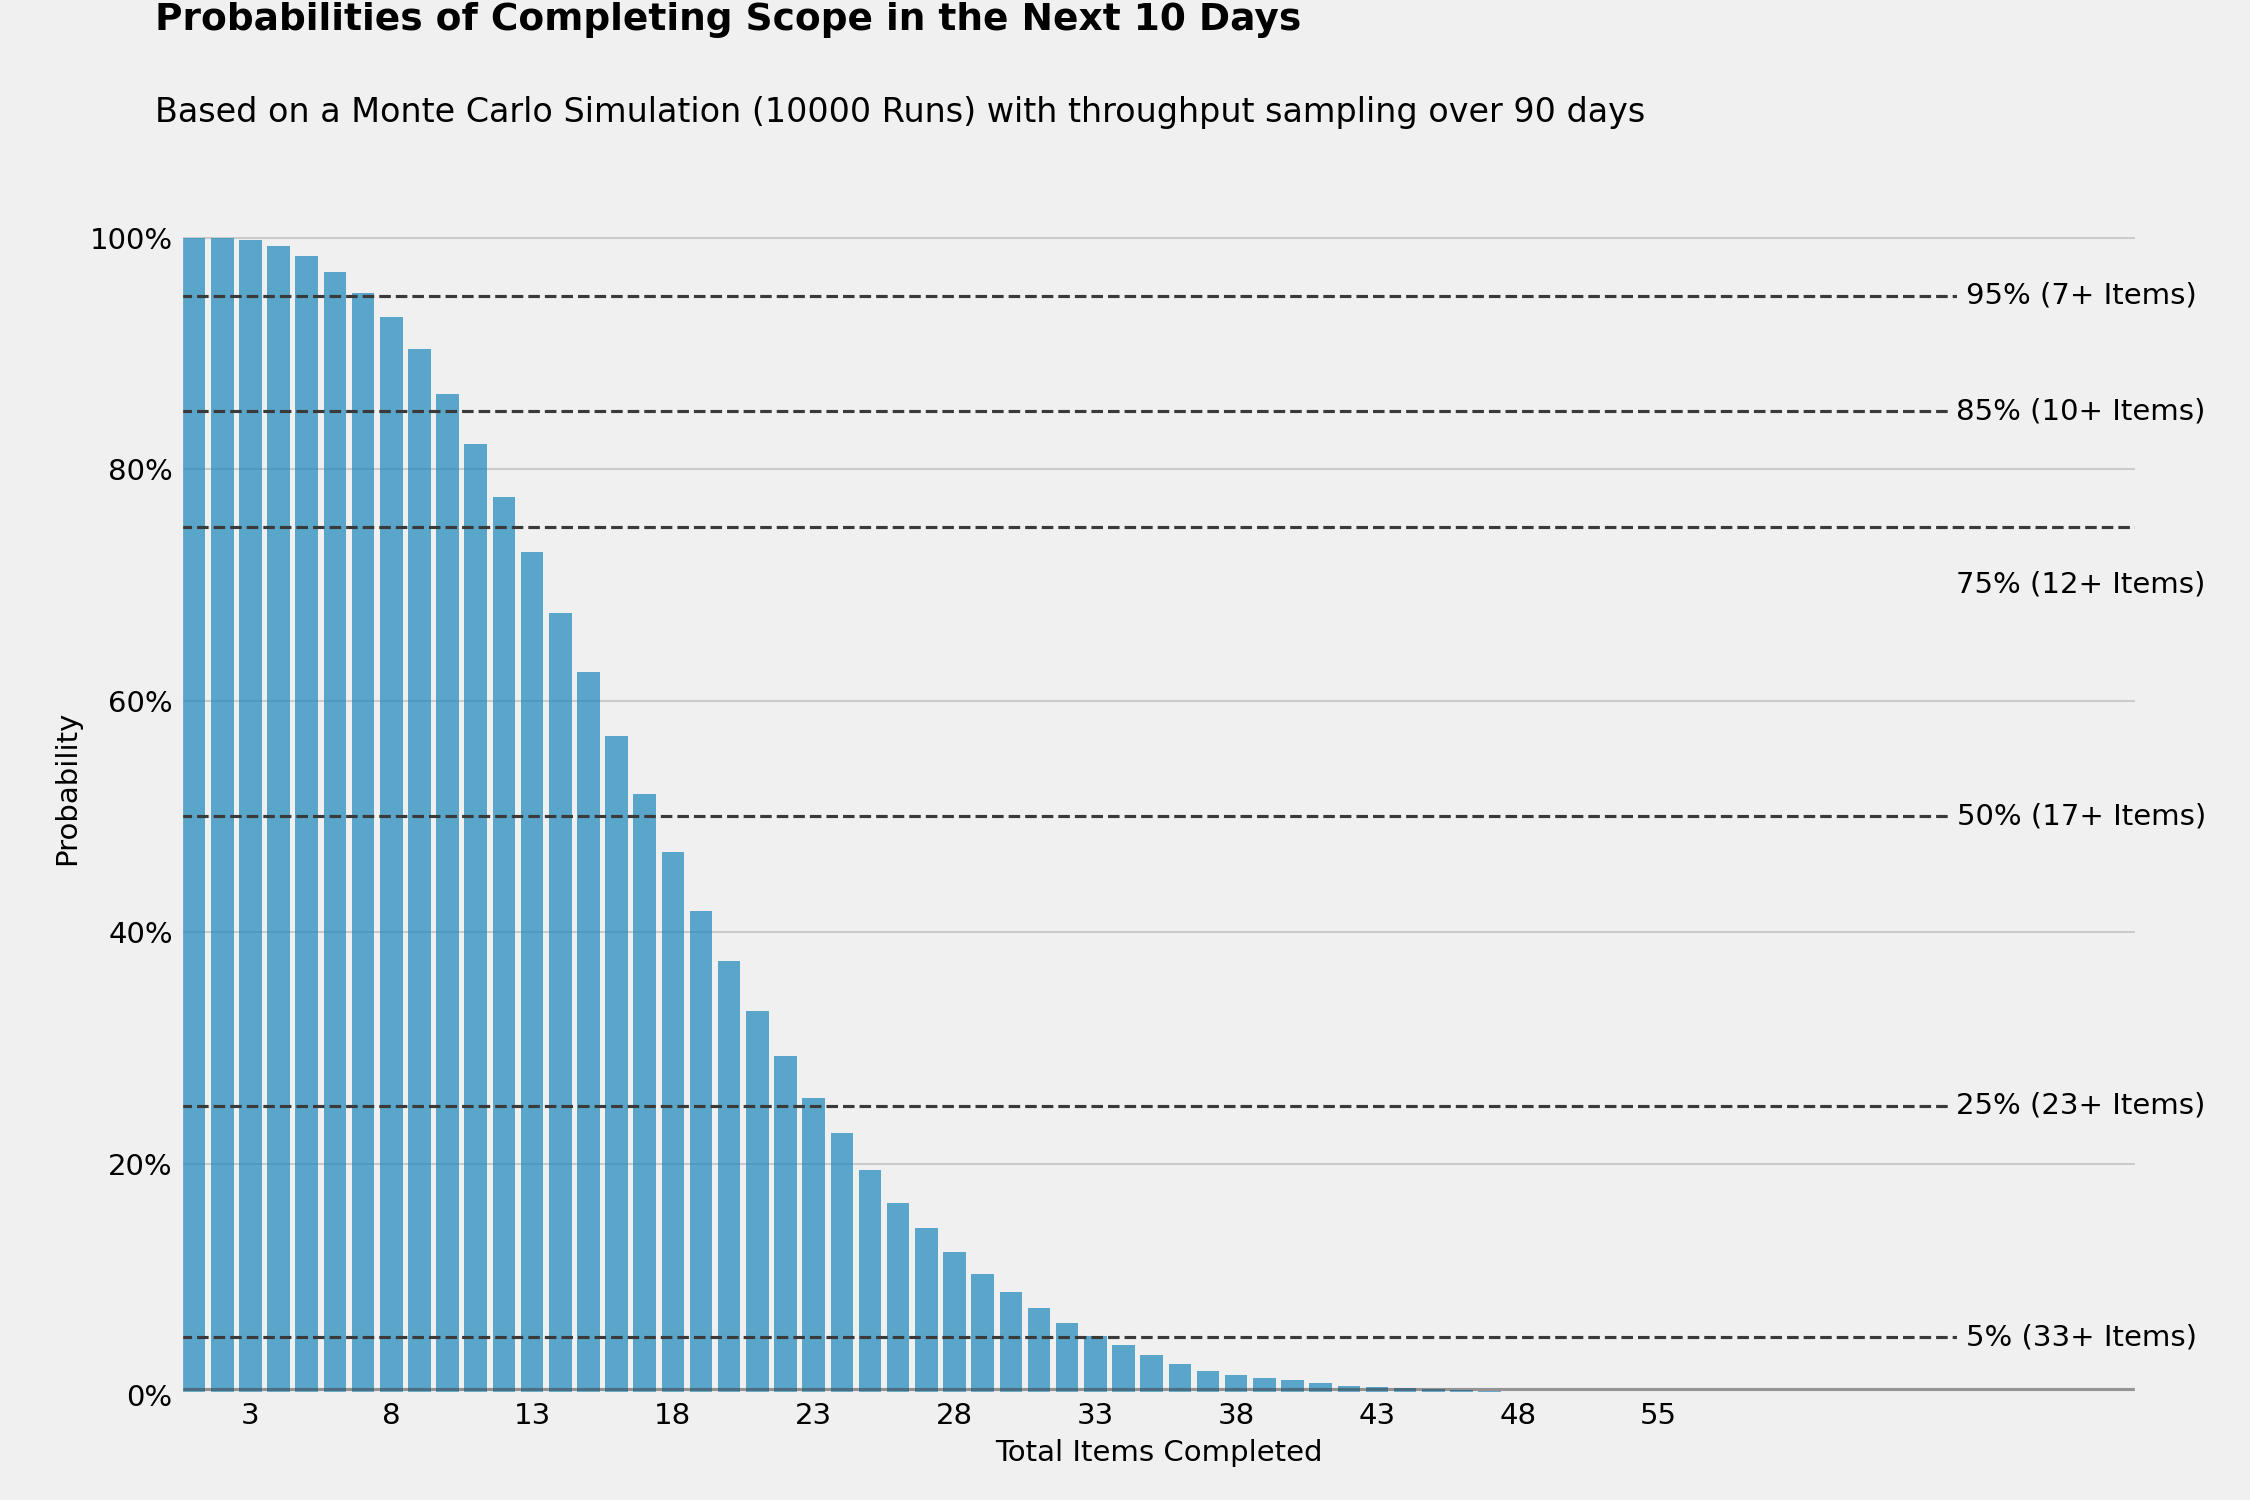 Probabilities of Completing Scope in the Next 10 Days
Based on a Monte Carlo Simulation (10000 Runs) with throughput sampling over 90 days
100%
95% (7+ Items)
85% (10+ Items)
80%
75% (12+ Items)
60%
Probability
50% (17+ Items)
40%
25% (23+ Items)
20%
5% (33+ Items)
0%
3 8 13 18 23 28 33 38 43 48 55
Total Items Completed